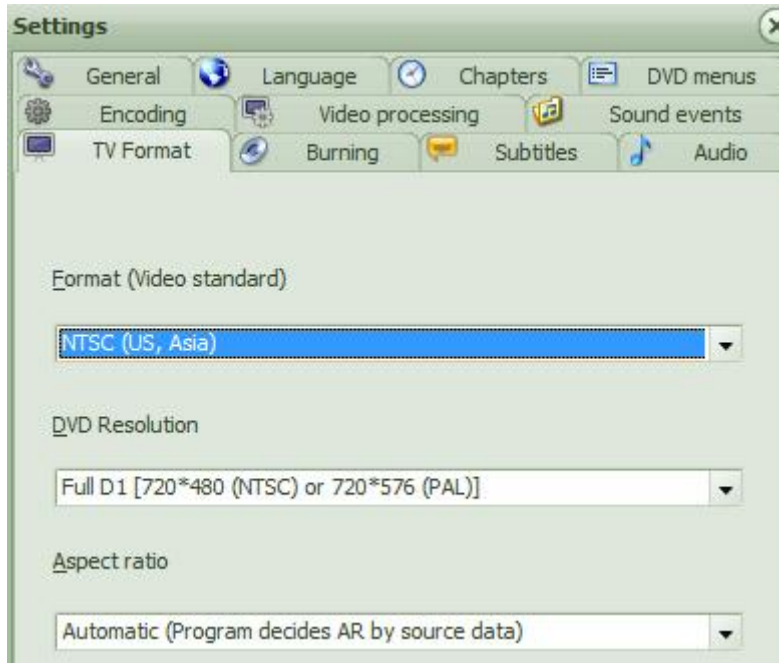 Settings
General Language Chapters DVD menus
Encoding Video processing Sound events
TV Format Burning Subtitles Audio
Format (Video standard)
NTSC (US, Asia)
DVD Resolution
Full D1 [720*480 (NTSC) or 720*576 (PAL)]
Aspect ratio
Automatic (Program decides AR by source data)